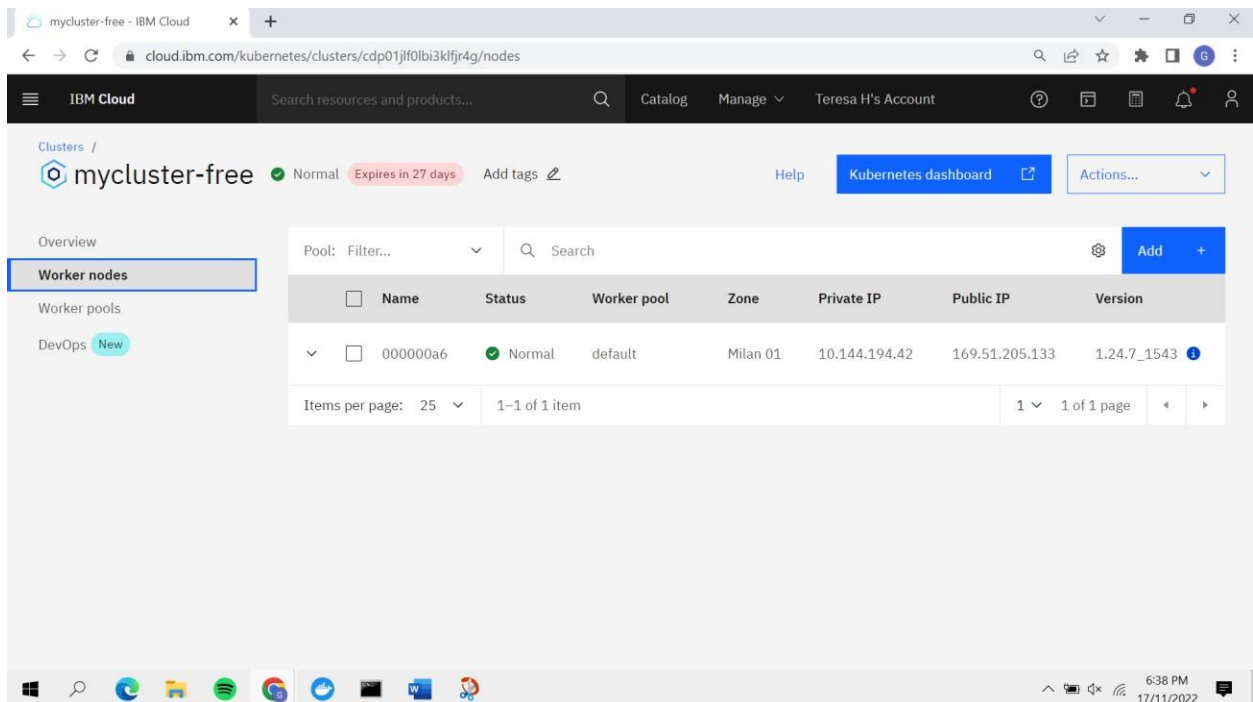 mycluster-free - IBM Cloud
cloud.ibm.com/kubernetes/clusters/cdp01jlf0lbi3klfjr4g/nodes
G
IBM Cloud Search resources and products... Catalog Manage Teresa H's Account
Clusters /
mycluster-free Normal Expires in 27 days Add tags Help Kubernetes dashboard Actions...
Overview
Worker nodes
Worker pools
DevOps New
Pool: Filter... Search Add +
Name Status Worker pool Zone Private IP Public IP Version
000000a6 Normal default Milan 01 10.144.194.42 169.51.205.133 1.24.7_1543
Items per page: 25 1–1 of 1 item 1 1 of 1 page
6:38 PM
17/11/2022